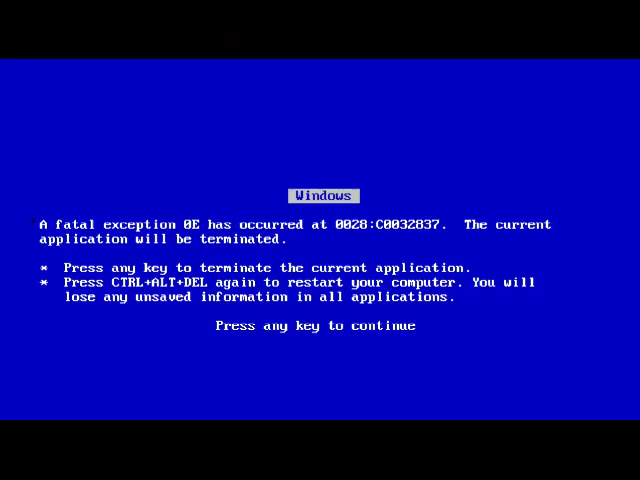 Windows
A fatal exception 0E has occurred at 0028:C0032837. The current
application will be terminated.
* Press any key to terminate the current application.
* Press CTRL+ALT+DEL again to restart your computer. You will
lose any unsaved information in all applications.
Press any key to continue